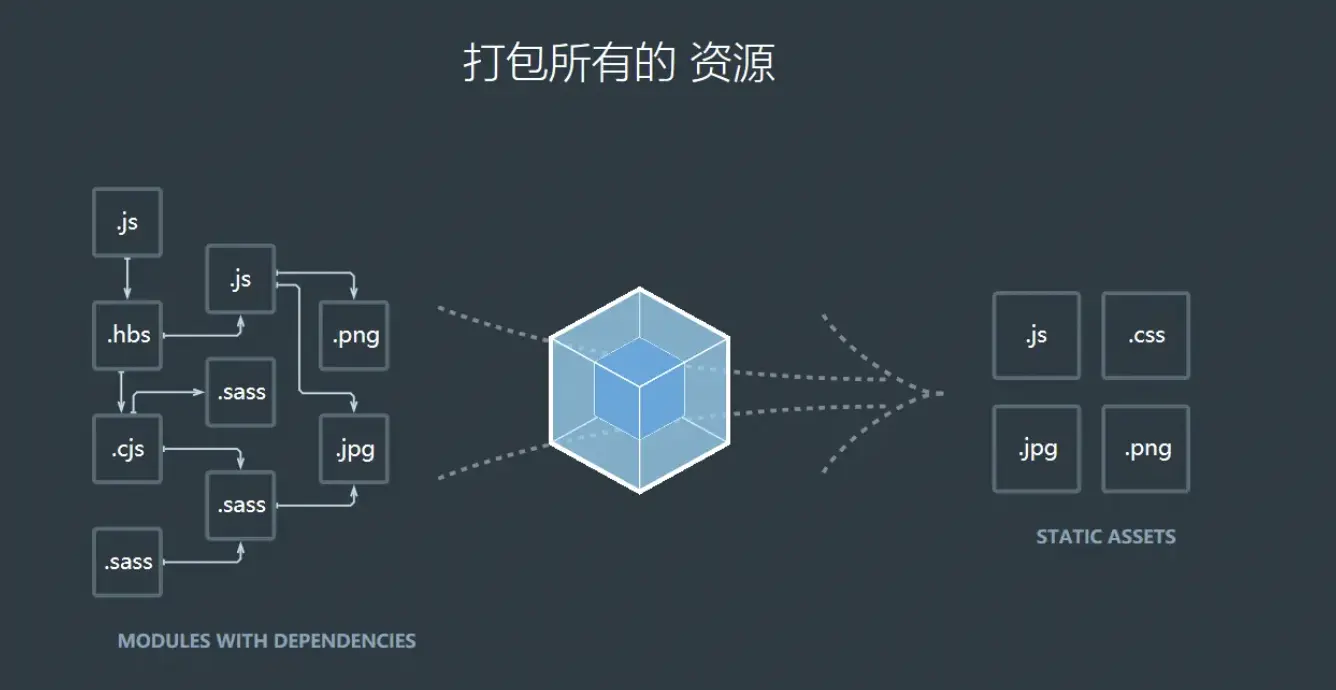 打包所有的 资源
.js
.js
.hbs
.png
.sass
.cjs
.jpg
.sass
.sass
MODULES WITH DEPENDENCIES
.js
.css
.jpg
.png
STATIC ASSETS